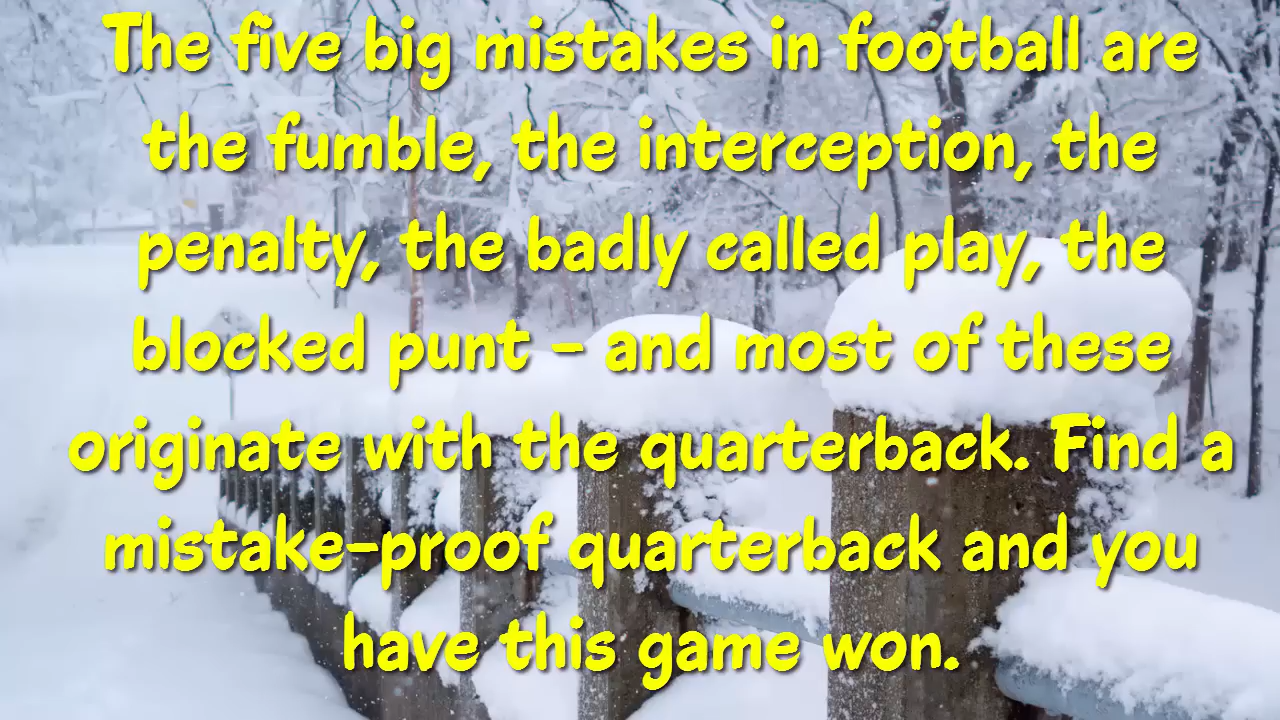 The five big mistakes in football are
the fumble, the interception, the
penalty, the badly called play, the
blocked punt - and most of these
originate with the quarterback. Find a
mistake-proof quarterback and you
have this game won.